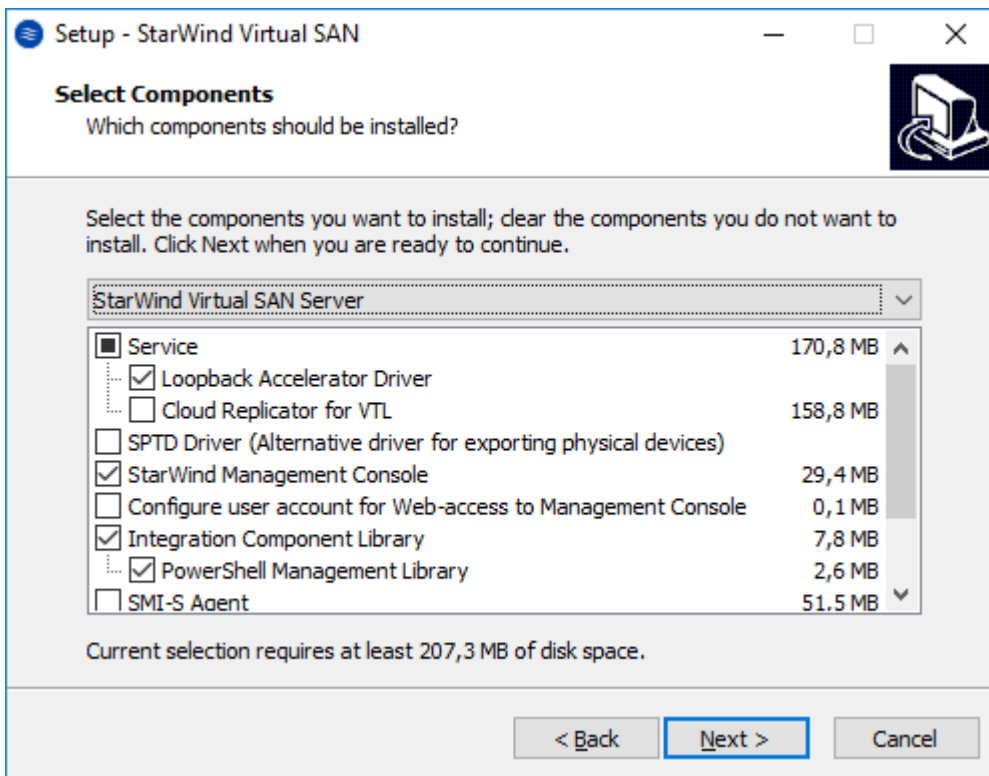 Setup - StarWind Virtual SAN
Select Components
Which components should be installed?
Select the components you want to install; clear the components you do not want to
install. Click Next when you are ready to continue.
StarWind Virtual SAN Server
Service 170,8 MB
Loopback Accelerator Driver
Cloud Replicator for VTL 158,8 MB
SPTD Driver (Alternative driver for exporting physical devices)
StarWind Management Console 29,4 MB
Configure user account for Web-access to Management Console 0,1 MB
Integration Component Library 7,8 MB
PowerShell Management Library 2,6 MB
SMI-S Agent 51,5 MB
Current selection requires at least 207,3 MB of disk space.
< Back Next > Cancel